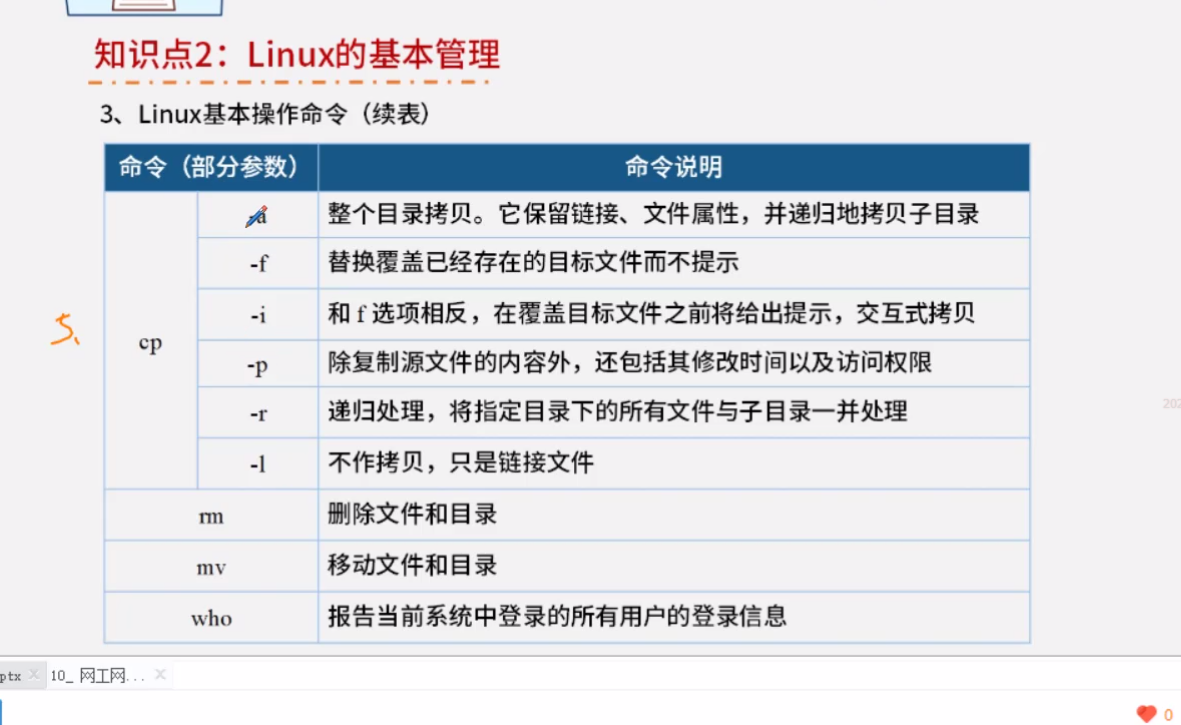 知识点2：Linux的基本管理
3、Linux基本操作命令（续表）
命令（部分参数） 命令说明
-a 整个目录拷贝。它保留链接、文件属性，并递归地拷贝子目录
-f 替换覆盖已经存在的目标文件而不提示
-i 和 f 选项相反，在覆盖目标文件之前将给出提示，交互式拷贝
5、
cp
-p 除复制源文件的内容外，还包括其修改时间以及访问权限
-r 递归处理，将指定目录下的所有文件与子目录一并处理
202
-l 不作拷贝，只是链接文件
rm 删除文件和目录
mv 移动文件和目录
who 报告当前系统中登录的所有用户的登录信息
ptx 10_ 网工网...
0